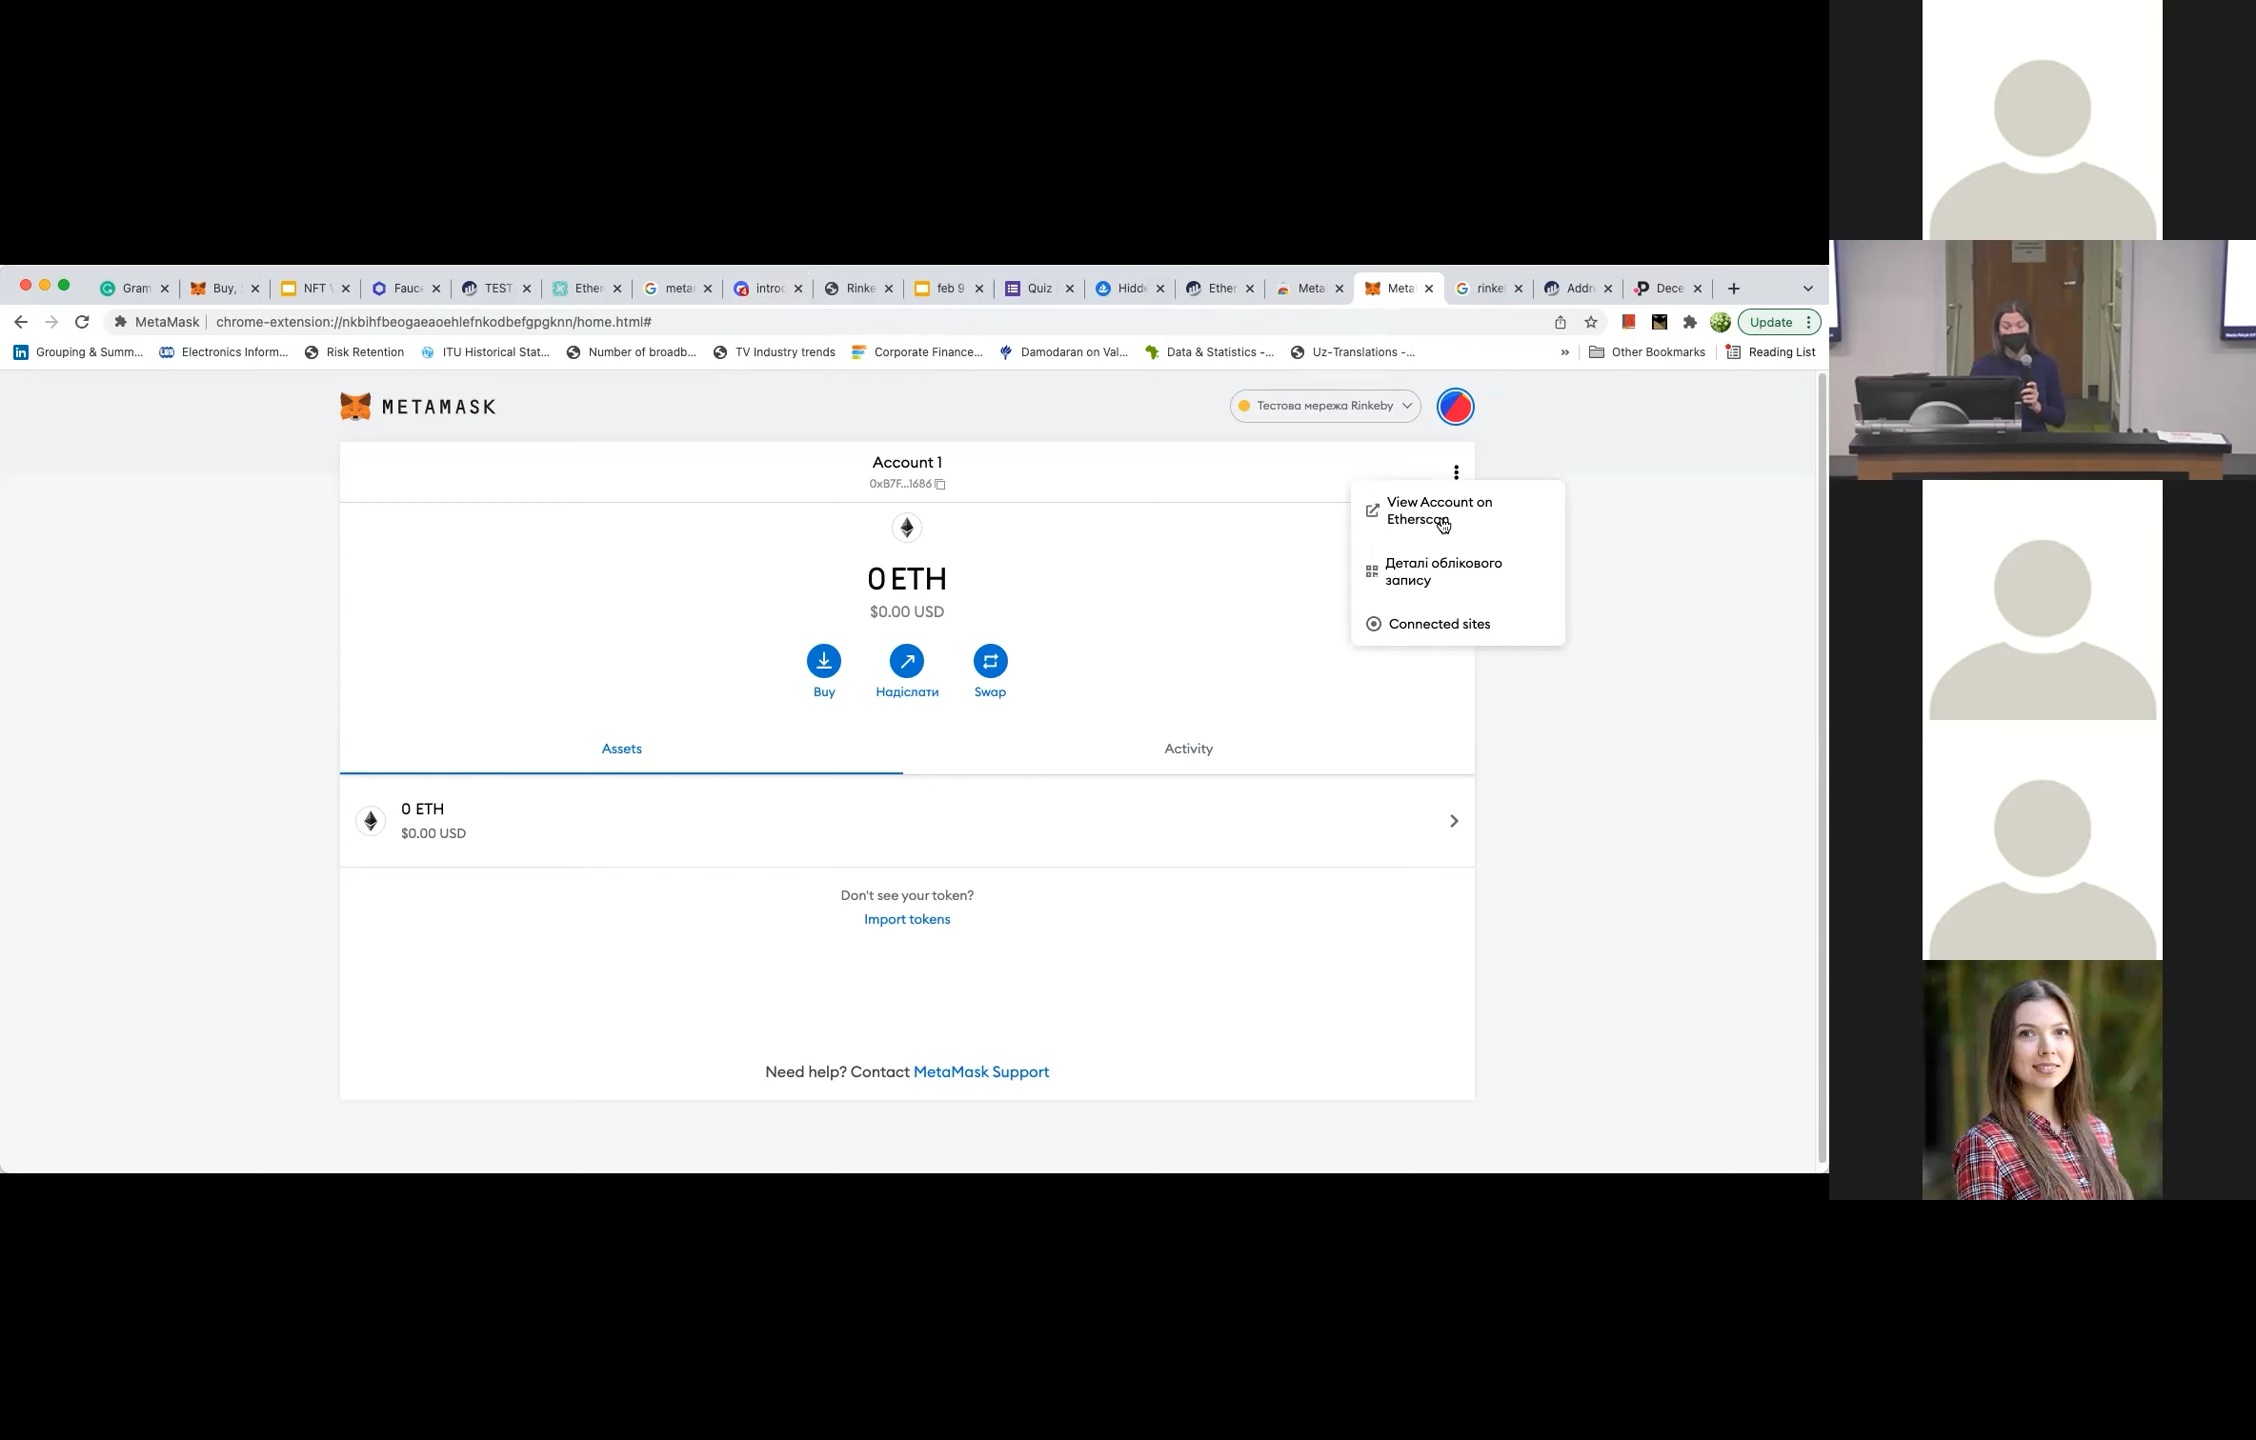 Gram
Buy,
NFT
Fauc
TEST
Ether
meta
introd
Rinke
feb 9
Quiz
Hidd
Ether
Meta
Meta
rinke
Addr
Dece
MetaMask
chrome-extension://nkbihfbeogaeaoehlefnkodbefgpgknn/home.html#
Update
Grouping & Summ...
Electronics Inform...
Risk Retention
ITU Historical Stat...
Number of broadb...
TV Industry trends
Corporate Finance...
Damodaran on Val...
Data & Statistics -...
Uz-Translations -...
»
Other Bookmarks
Reading List
METAMASK
Тестова мережа Rinkeby
Account 1
0xB7F...1686
View Account on
Etherscan
Деталі облікового
запису
Connected sites
0 ETH
$0.00 USD
Buy
Надіслати
Swap
Assets
Activity
0 ETH
$0.00 USD
Don't see your token?
Import tokens
Need help? Contact MetaMask Support